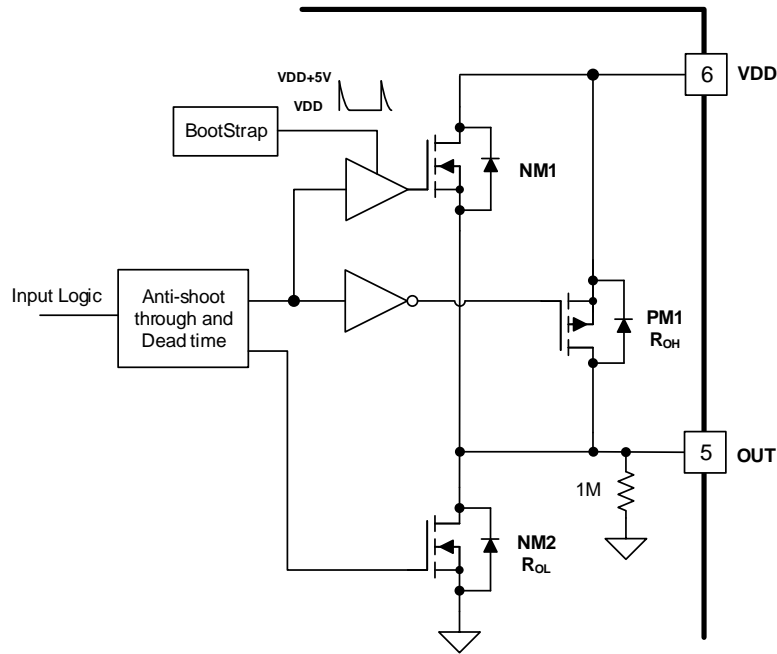 VDD+5V
VDD
6
VDD
BootStrap
NM1
Input Logic
Anti-shoot
through and
Dead time
PM1
ROH
5
OUT
1M
NM2
ROL